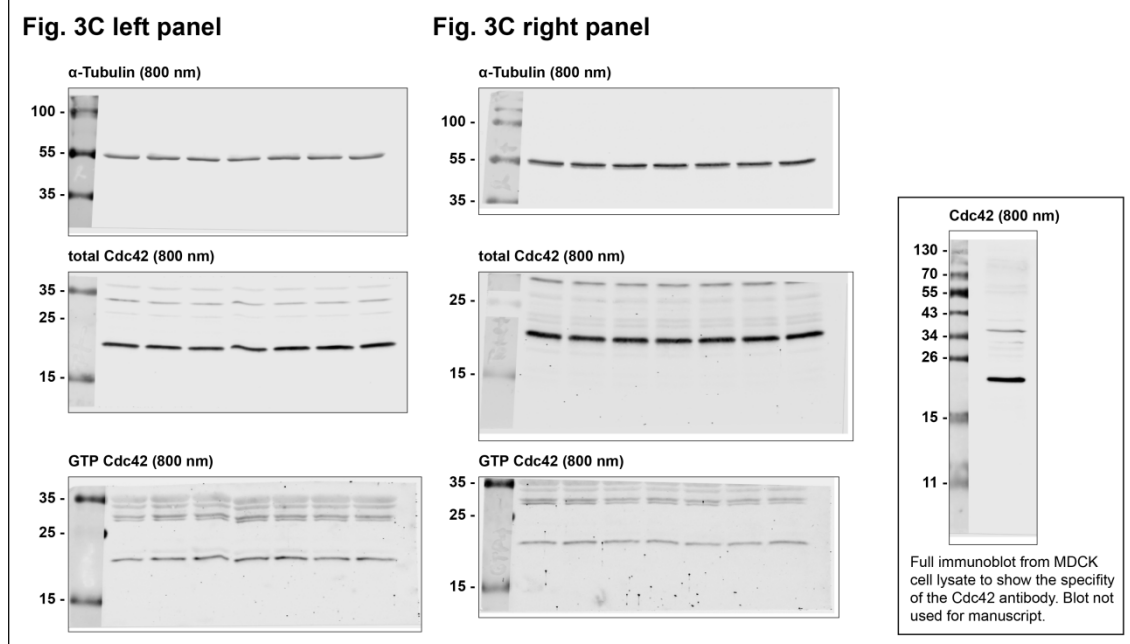 Fig. 3C left panel
α-Tubulin (800 nm)
100 -
55 -
35 -
total Cdc42 (800 nm)
35 -
25 -
15 -
GTP Cdc42 (800 nm)
35 -
25 -
15 -
Fig. 3C right panel
α-Tubulin (800 nm)
100 -
55 -
35 -
total Cdc42 (800 nm)
25 -
15 -
GTP Cdc42 (800 nm)
35 -
25 -
15 -
Cdc42 (800 nm)
130 -
70 -
55 -
43 -
34 -
26 -
15 -
11 -
Full immunoblot from MDCK
cell lysate to show the specifity
of the Cdc42 antibody. Blot not
used for manuscript.